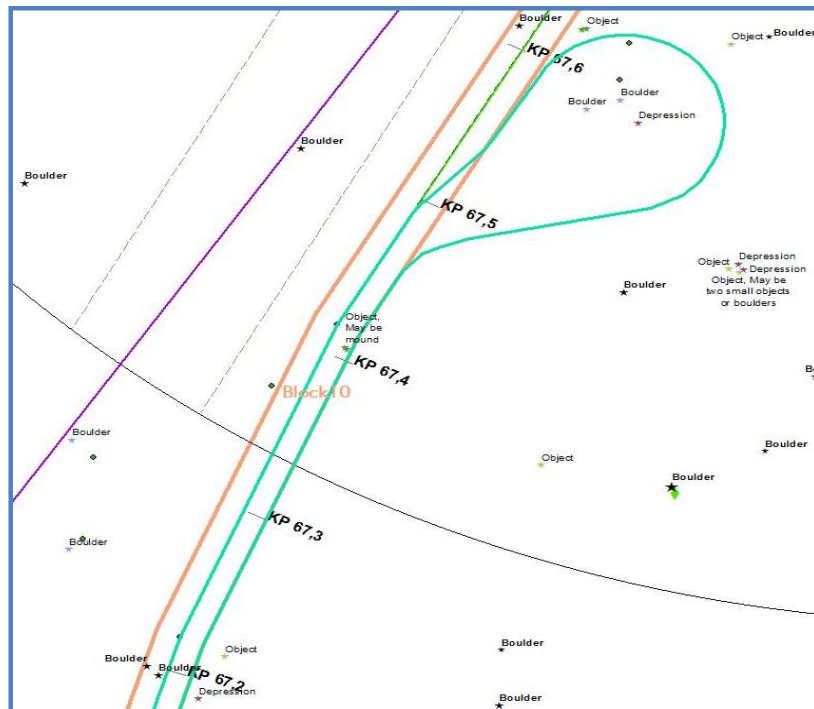 Boulder
Object
Object
Boulder
KP 67,6
Boulder
Boulder
Depression
Boulder
Boulder
KP 67,5
Object
Depression
Depression
Object, May be
two small objects
or boulders
Boulder
Object,
May be
mound
KP 67,4
Block10
Boulder
Boulder
Object
Boulder
KP 67,3
Boulder
Boulder
Object
Boulder
Boulder
KP 67,2
Depression
Boulder